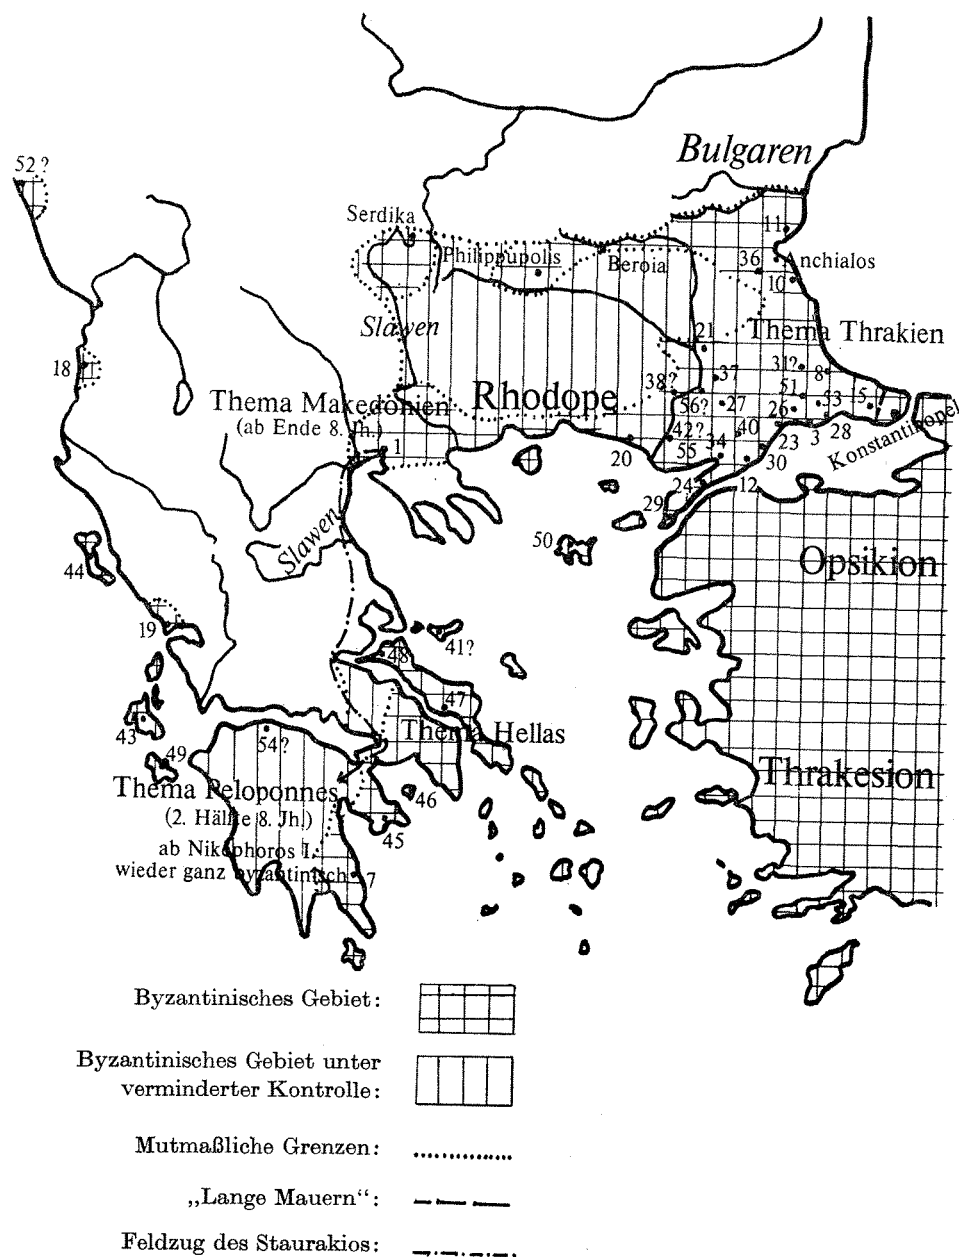 Bulgaren
52?
Serdika
11
Philippupolis
Beroia
36
Anchialos
10
Slawen
21
Thema Thrakien
18
31?
8
38?
37
51
5
Thema Makedonien
(ab Ende 8. Jh.)
Rhodope
56?
27
26
33
1
42?
40
23
3
28
Konstantinopel
20
55
34
30
24
12
29
Slawen
50
44
Opsikion
19
41?
48
47
43
54?
Thema Hellas
49
Thrakesion
Thema Peloponnes
46
(2. Hälfte 8. Jh.)
45
ab Nikephoros I.
wieder ganz byzantinisch
7
Byzantinisches Gebiet:
Byzantinisches Gebiet unter
verminderter Kontrolle:
Mutmaßliche Grenzen:
„Lange Mauern“:
Feldzug des Staurakios: